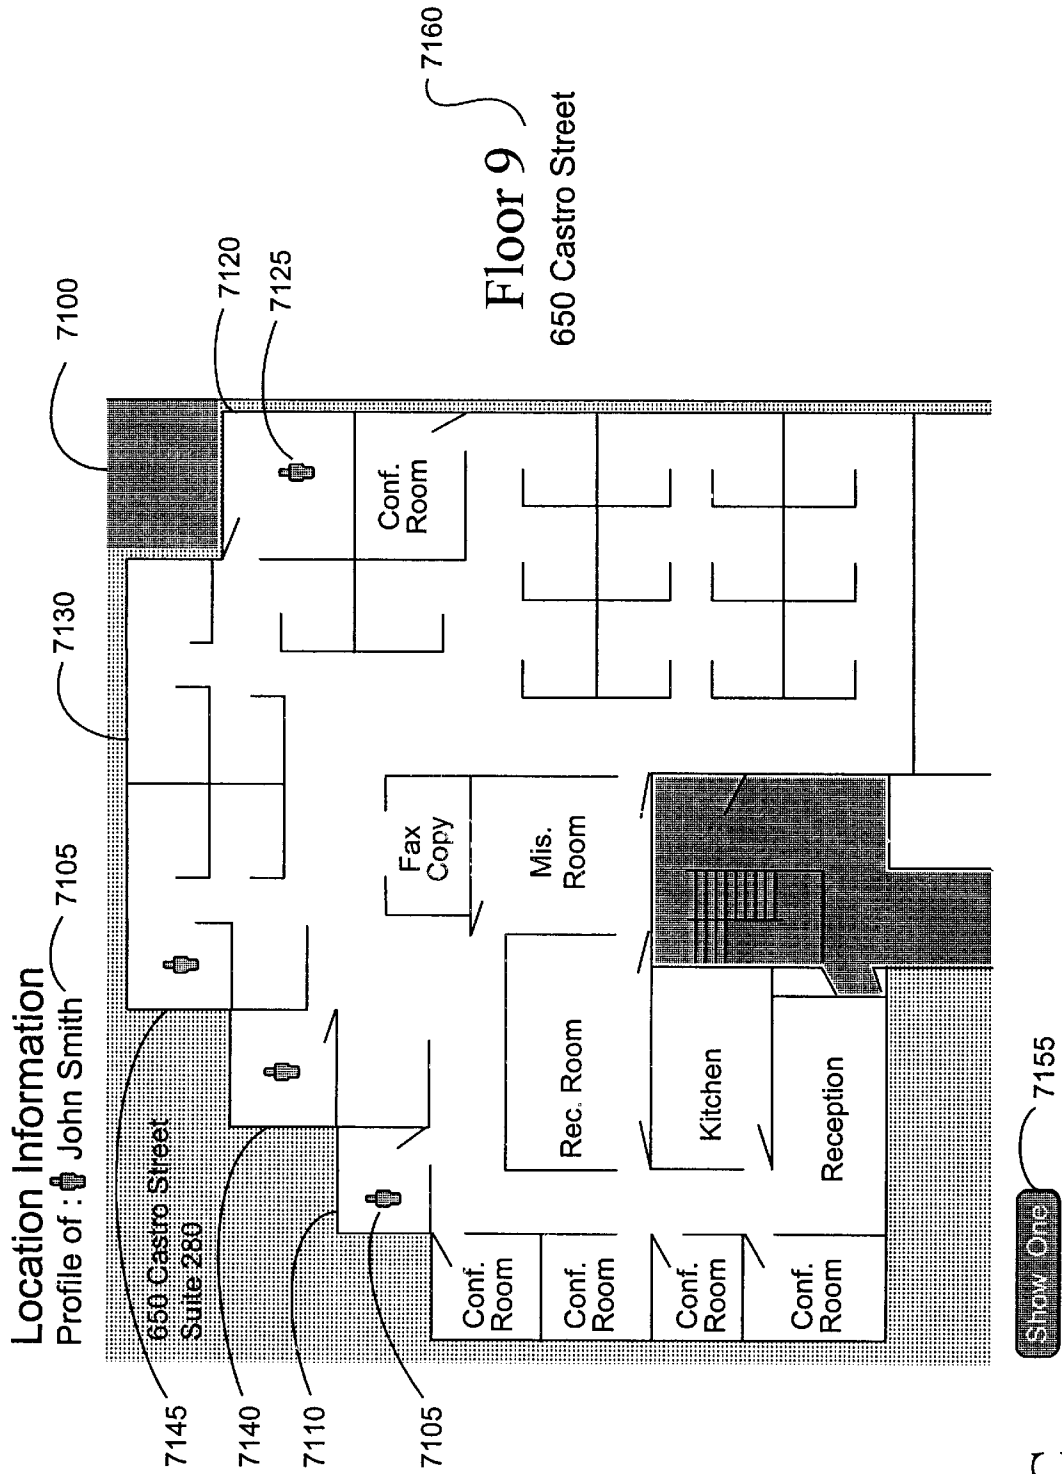 Location Information
Profile of : John Smith
7105
7100
7130
7120
7125
7160
Floor 9
650 Castro Street
650 Castro Street
Suite 280
7145
7140
7110
7105
Conf.
Room
Fax
Copy
Mis.
Room
Rec. Room
Kitchen
Reception
Conf.
Room
Conf.
Room
Conf.
Room
Conf.
Room
Show One
7155